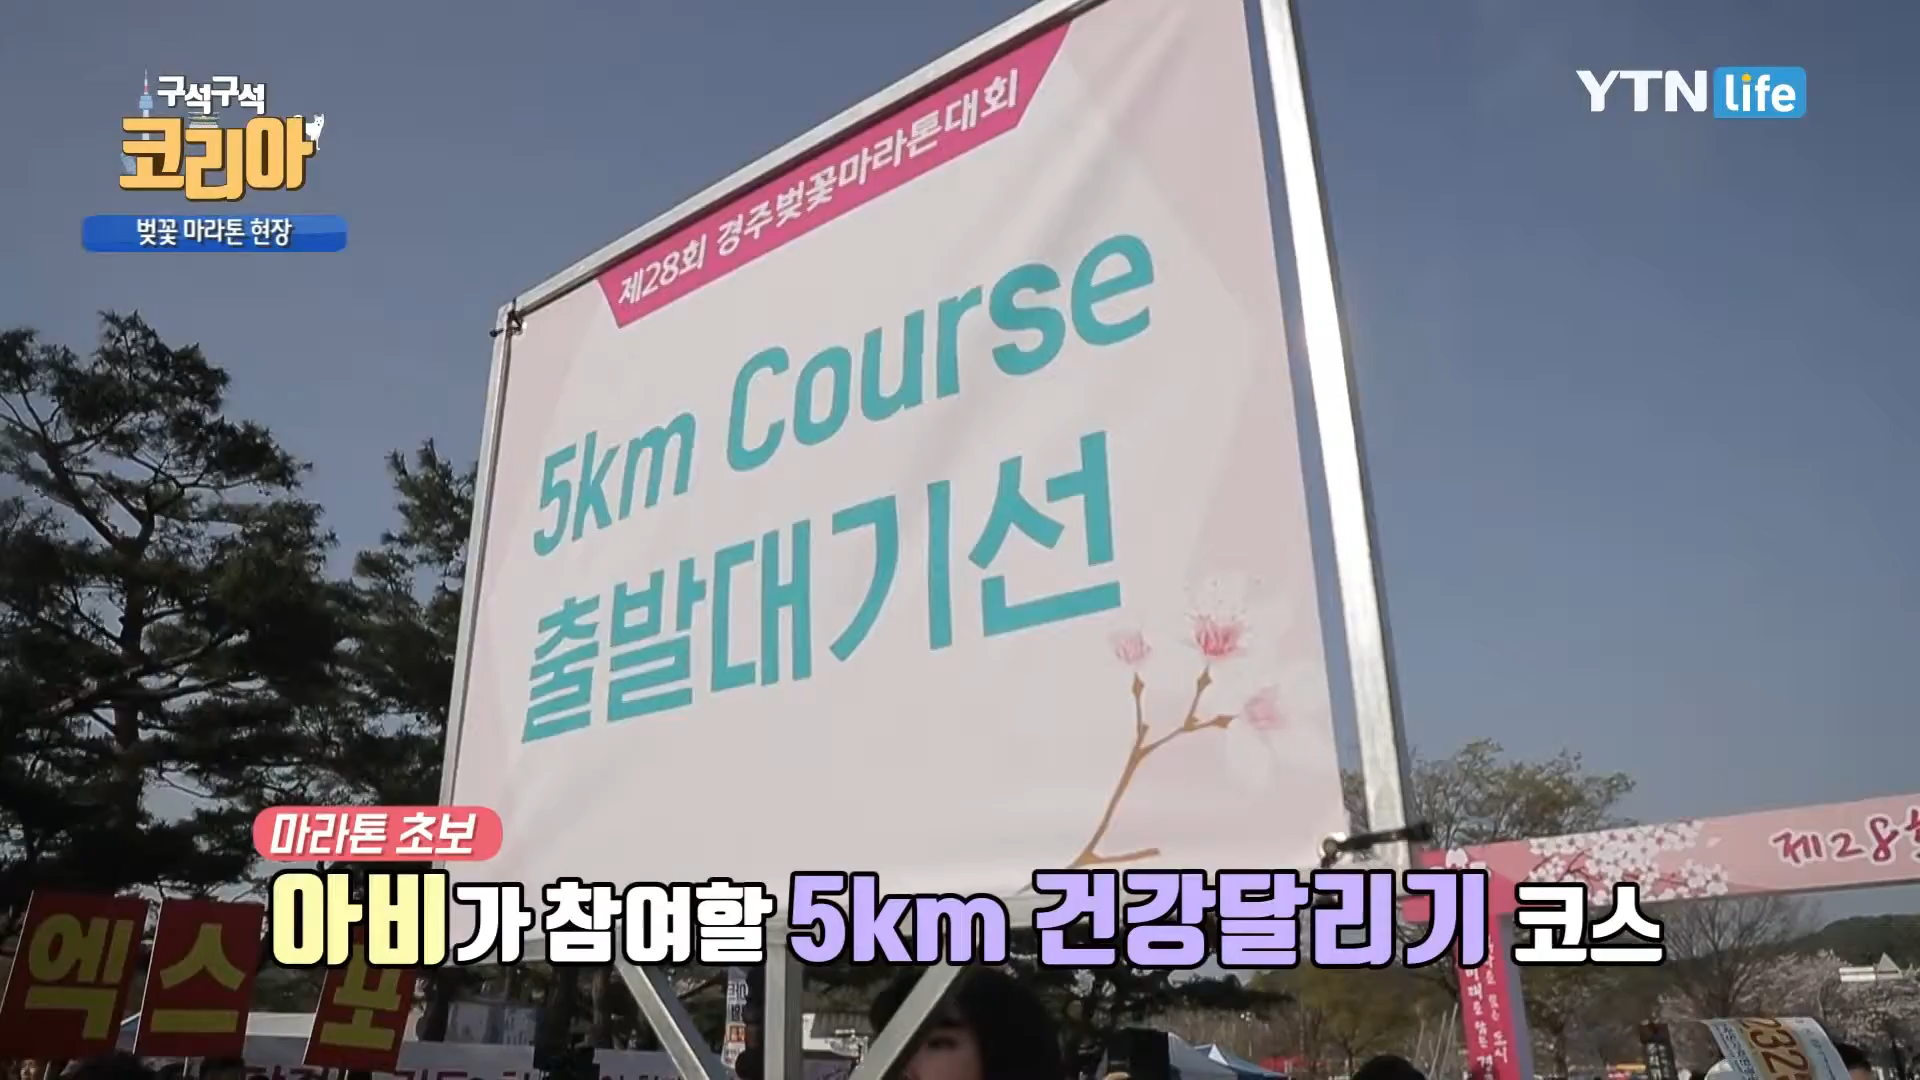 구석구석
코리아
벚꽃 마라톤 현장
YTN life
제28회 경주벚꽃마라톤대회
5km Course
출발대기선
제28회
마라톤 초보
아비가 참여할 5km 건강달리기 코스
엑스포